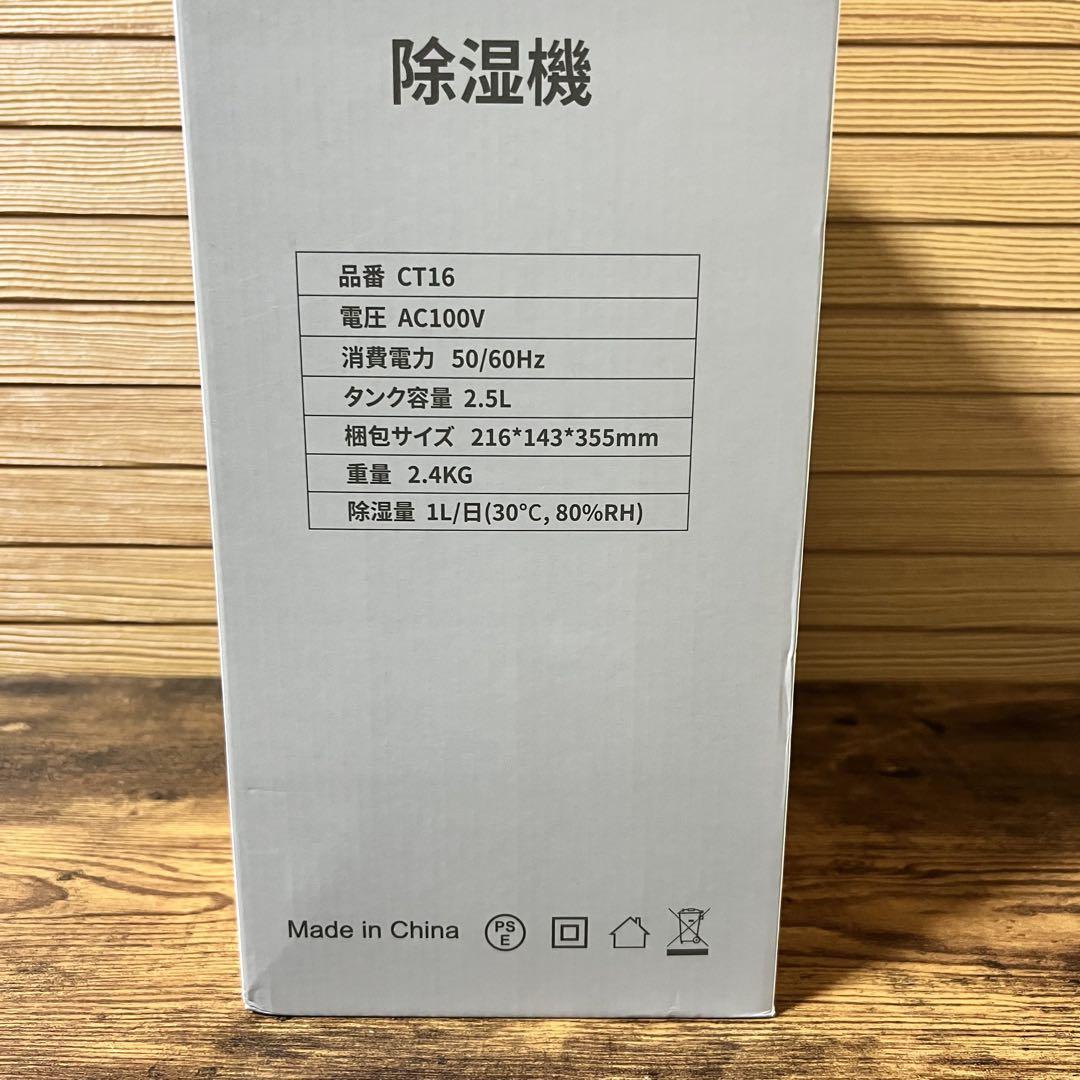 除湿機
品番 CT16
電圧 AC100V
消費電力 50/60Hz
タンク容量 2.5L
梱包サイズ 216*143*355mm
重量 2.4KG
除湿量 1L/日(30℃, 80%RH)
Made in China PS
E